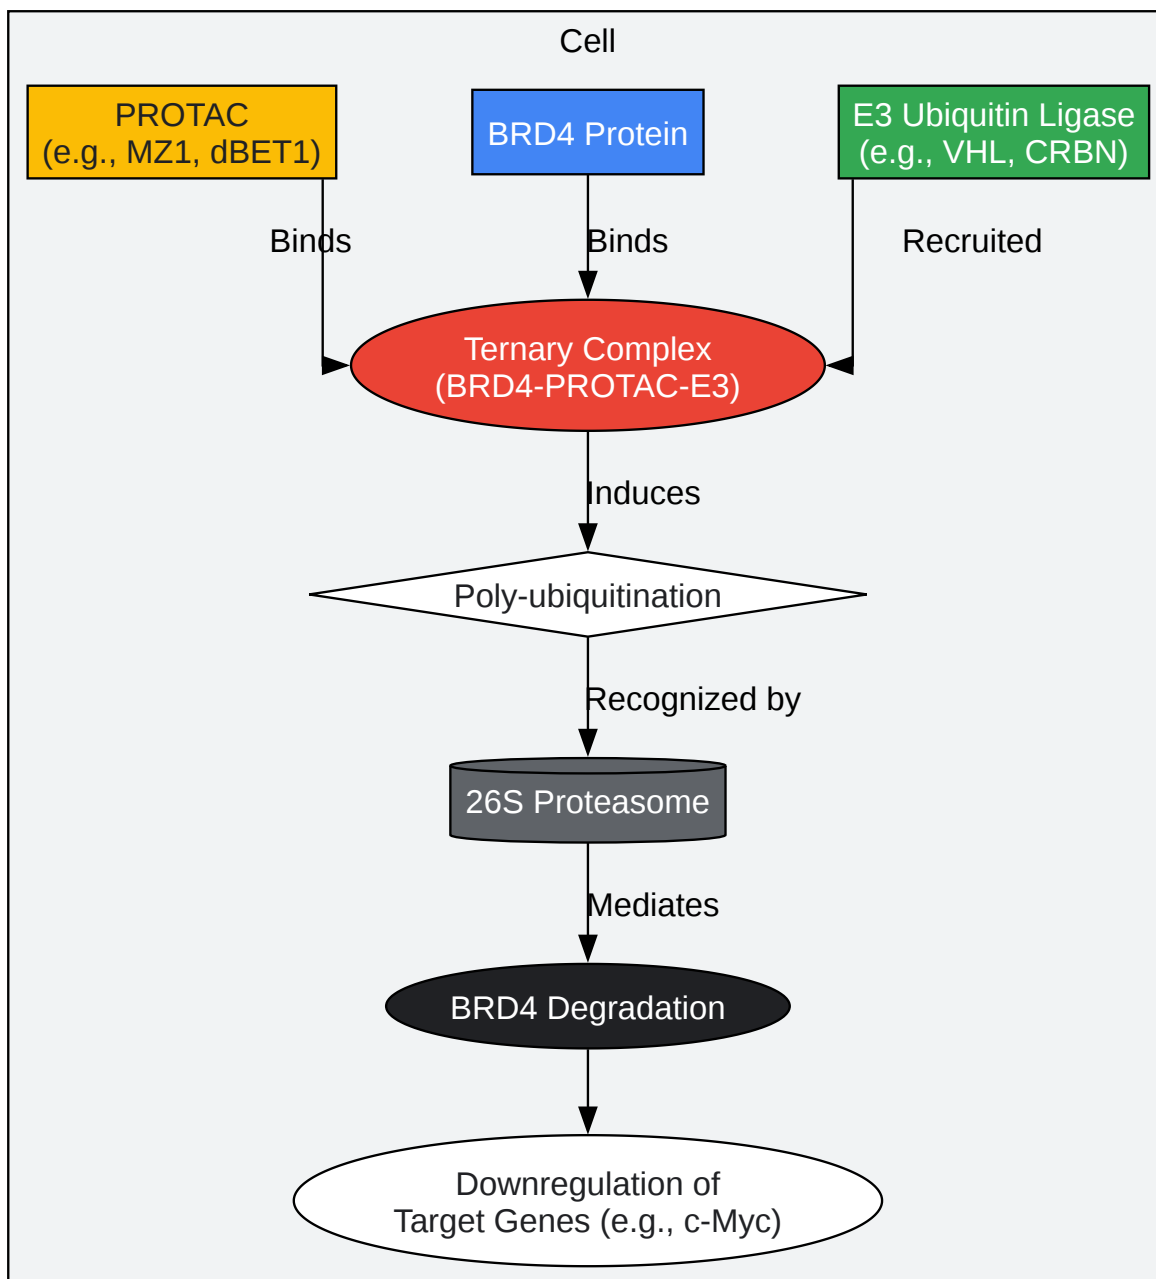 Cell
PROTAC
(e.g., MZ1, dBET1)
BRD4 Protein
E3 Ubiquitin Ligase
(e.g., VHL, CRBN)
Binds
Binds
Recruited
Ternary Complex
(BRD4-PROTAC-E3)
Induces
Poly-ubiquitination
Recognized by
26S Proteasome
Mediates
BRD4 Degradation
Downregulation of
Target Genes (e.g., c-Myc)